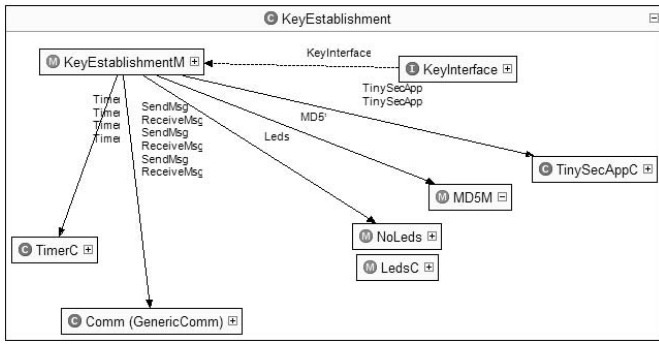 C KeyEstablishment
M KeyEstablishmentM
KeyInterface
I KeyInterface
TinySecApp
TinySecApp
Timer
Timer
Timer
Timer
SendMsg
ReceiveMsg
SendMsg
ReceiveMsg
SendMsg
ReceiveMsg
MD5
Leds
C TinySecAppC
M MD5M
M NoLeds
C TimerC
M LedsC
C Comm (GenericComm)